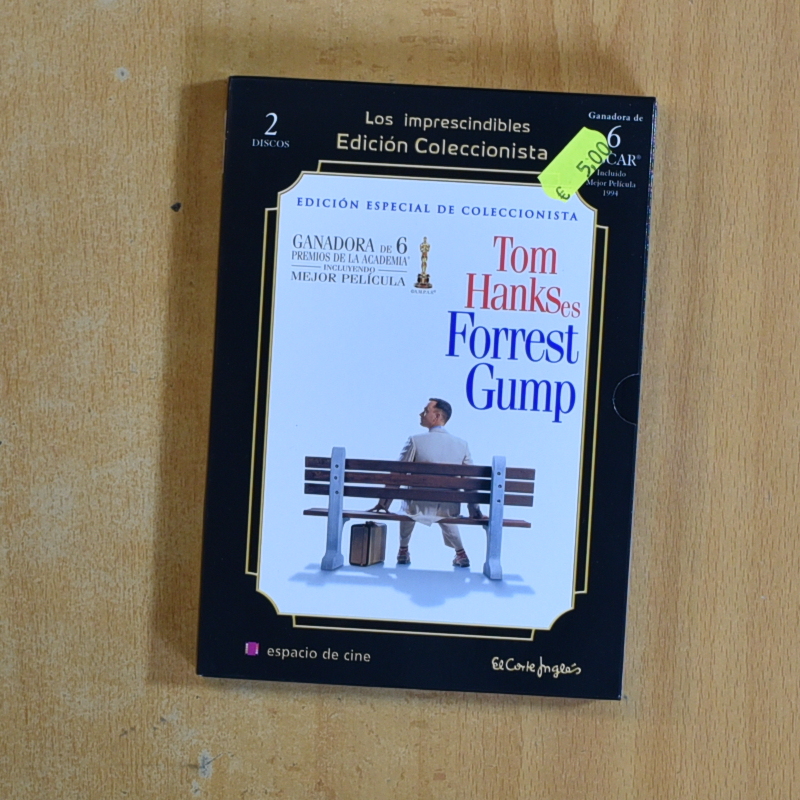 2
DISCOS
Los imprescindibles
Edición Coleccionista
Ganadora de
6
CAR®
Incluido
Mejor Película
1994
€ 5,00
EDICIÓN ESPECIAL DE COLECCIONISTA
GANADORA DE 6
PREMIOS DE LA ACADEMIA®
INCLUYENDO
MEJOR PELÍCULA
Tom
Hanks es
Forrest
Gump
espacio de cine
El Corte Inglés